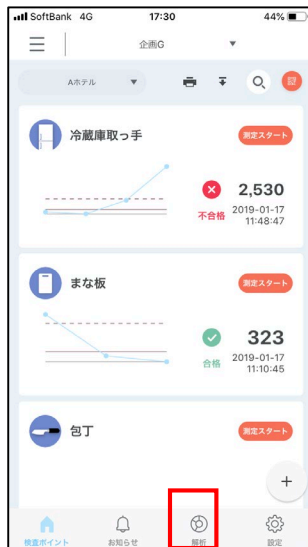 SoftBank 4G 17:30 44%
企画G ▼
Aホテル ▼
冷蔵庫取っ手 測定スタート
2,530
不合格 2019-01-17
11:48:47
まな板 測定スタート
323
合格 2019-01-17
11:10:45
包丁 測定スタート
+
検査ポイント お知らせ 解析 設定